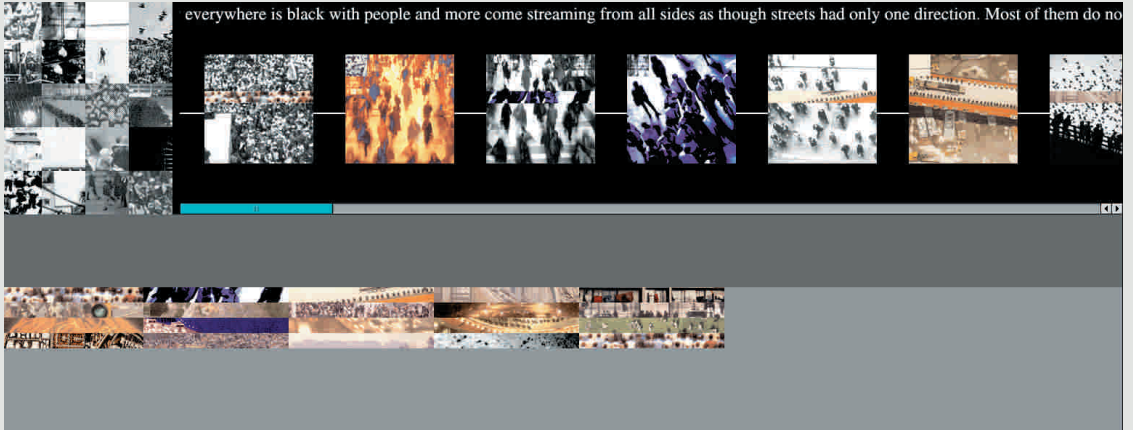 everywhere is black with people and more come streaming from all sides as though streets had only one direction. Most of them do no